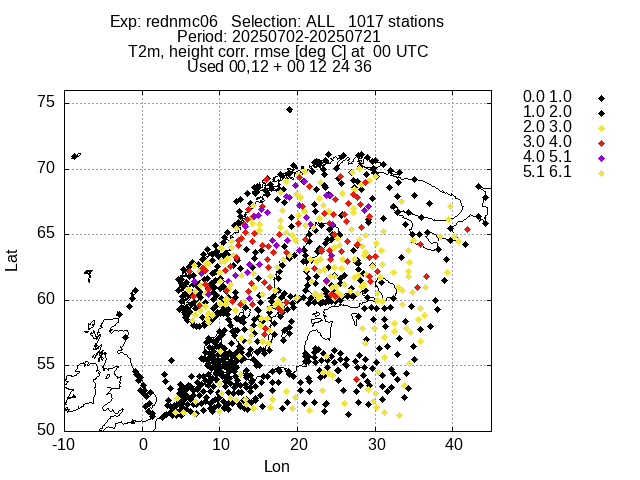 Exp: rednmc06   Selection: ALL   1017 stations
Period: 20250702-20250721
T2m, height corr. rmse [deg C] at  00 UTC
Used 00,12 + 00 12 24 36
0.0 1.0
1.0 2.0
2.0 3.0
3.0 4.0
4.0 5.1
5.1 6.1
75
70
65
60
55
50
Lat
-10 0 10 20 30 40
Lon